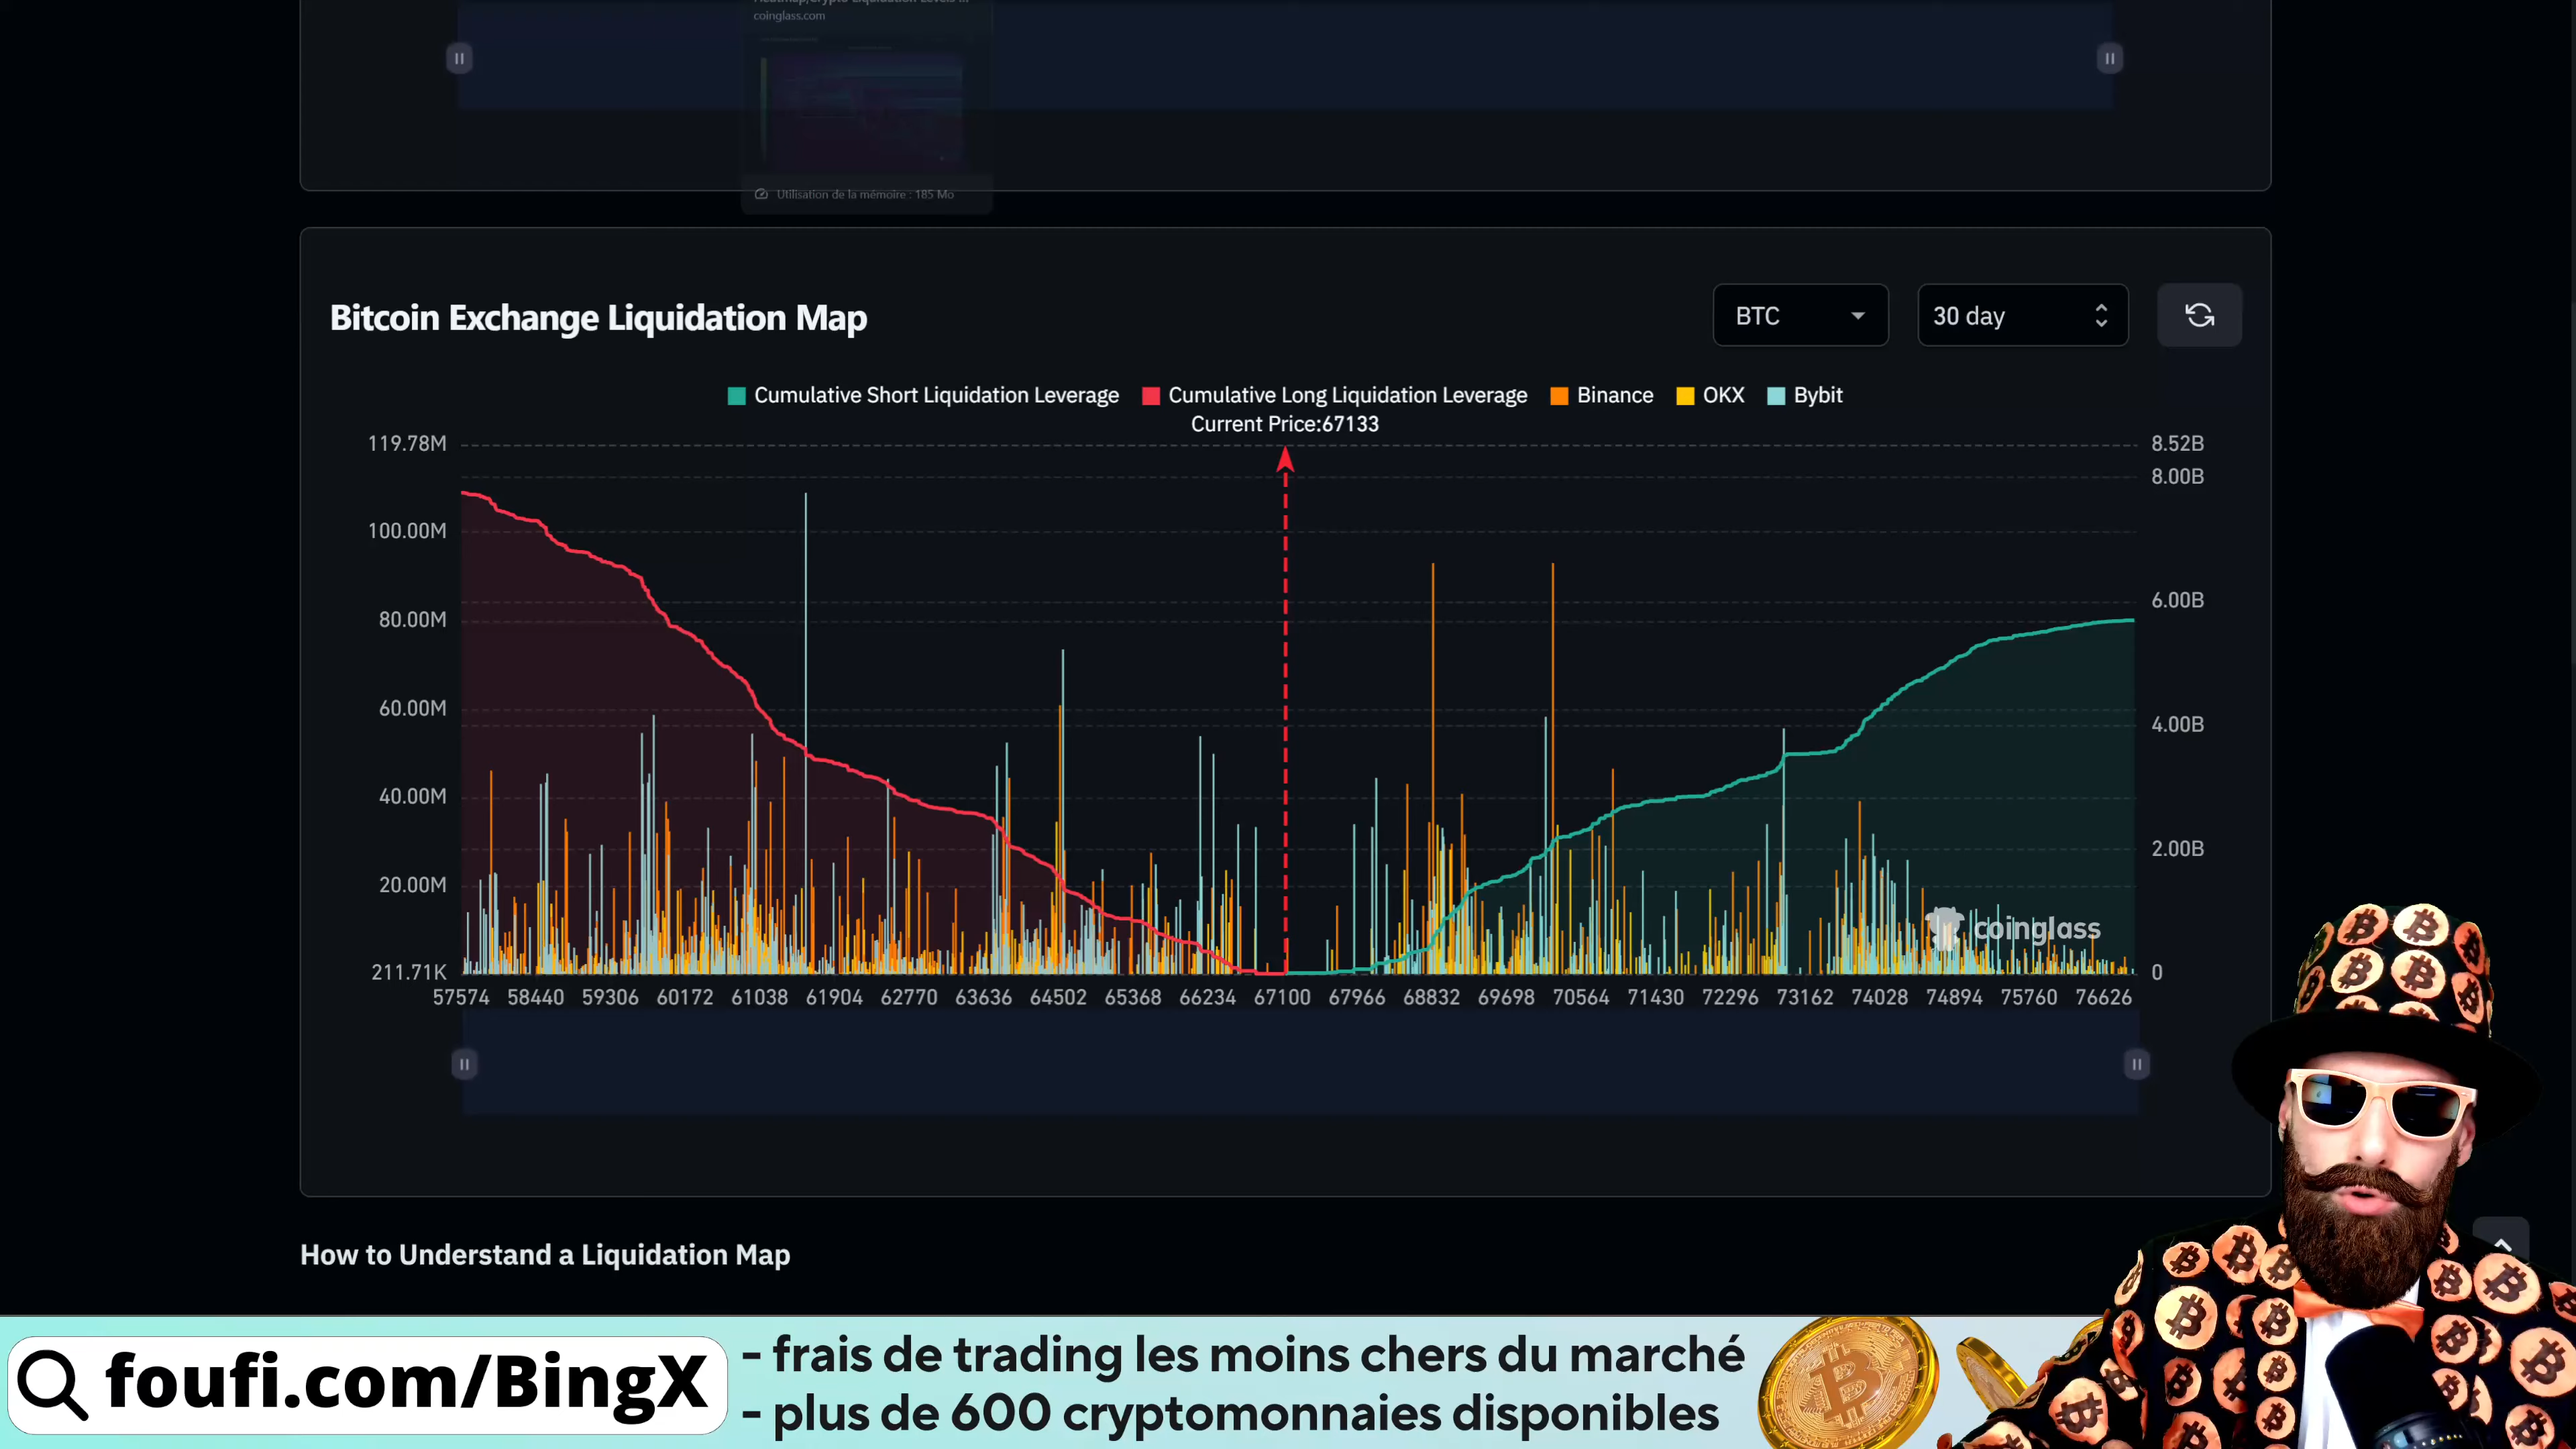 coinglass.com
Utilisation de la mémoire : 185 Mo
Bitcoin Exchange Liquidation Map
BTC
30 day
Cumulative Short Liquidation Leverage
Cumulative Long Liquidation Leverage
Binance
OKX
Bybit
Current Price:67133
119.78M
100.00M
80.00M
60.00M
40.00M
20.00M
211.71K
8.52B
8.00B
6.00B
4.00B
2.00B
0
57574 58440 59306 60172 61038 61904 62770 63636 64502 65368 66234 67100 67966 68832 69698 70564 71430 72296 73162 74028 74894 75760 76626
coinglass
How to Understand a Liquidation Map
foufi.com/BingX
- frais de trading les moins chers du marché
- plus de 600 cryptomonnaies disponibles